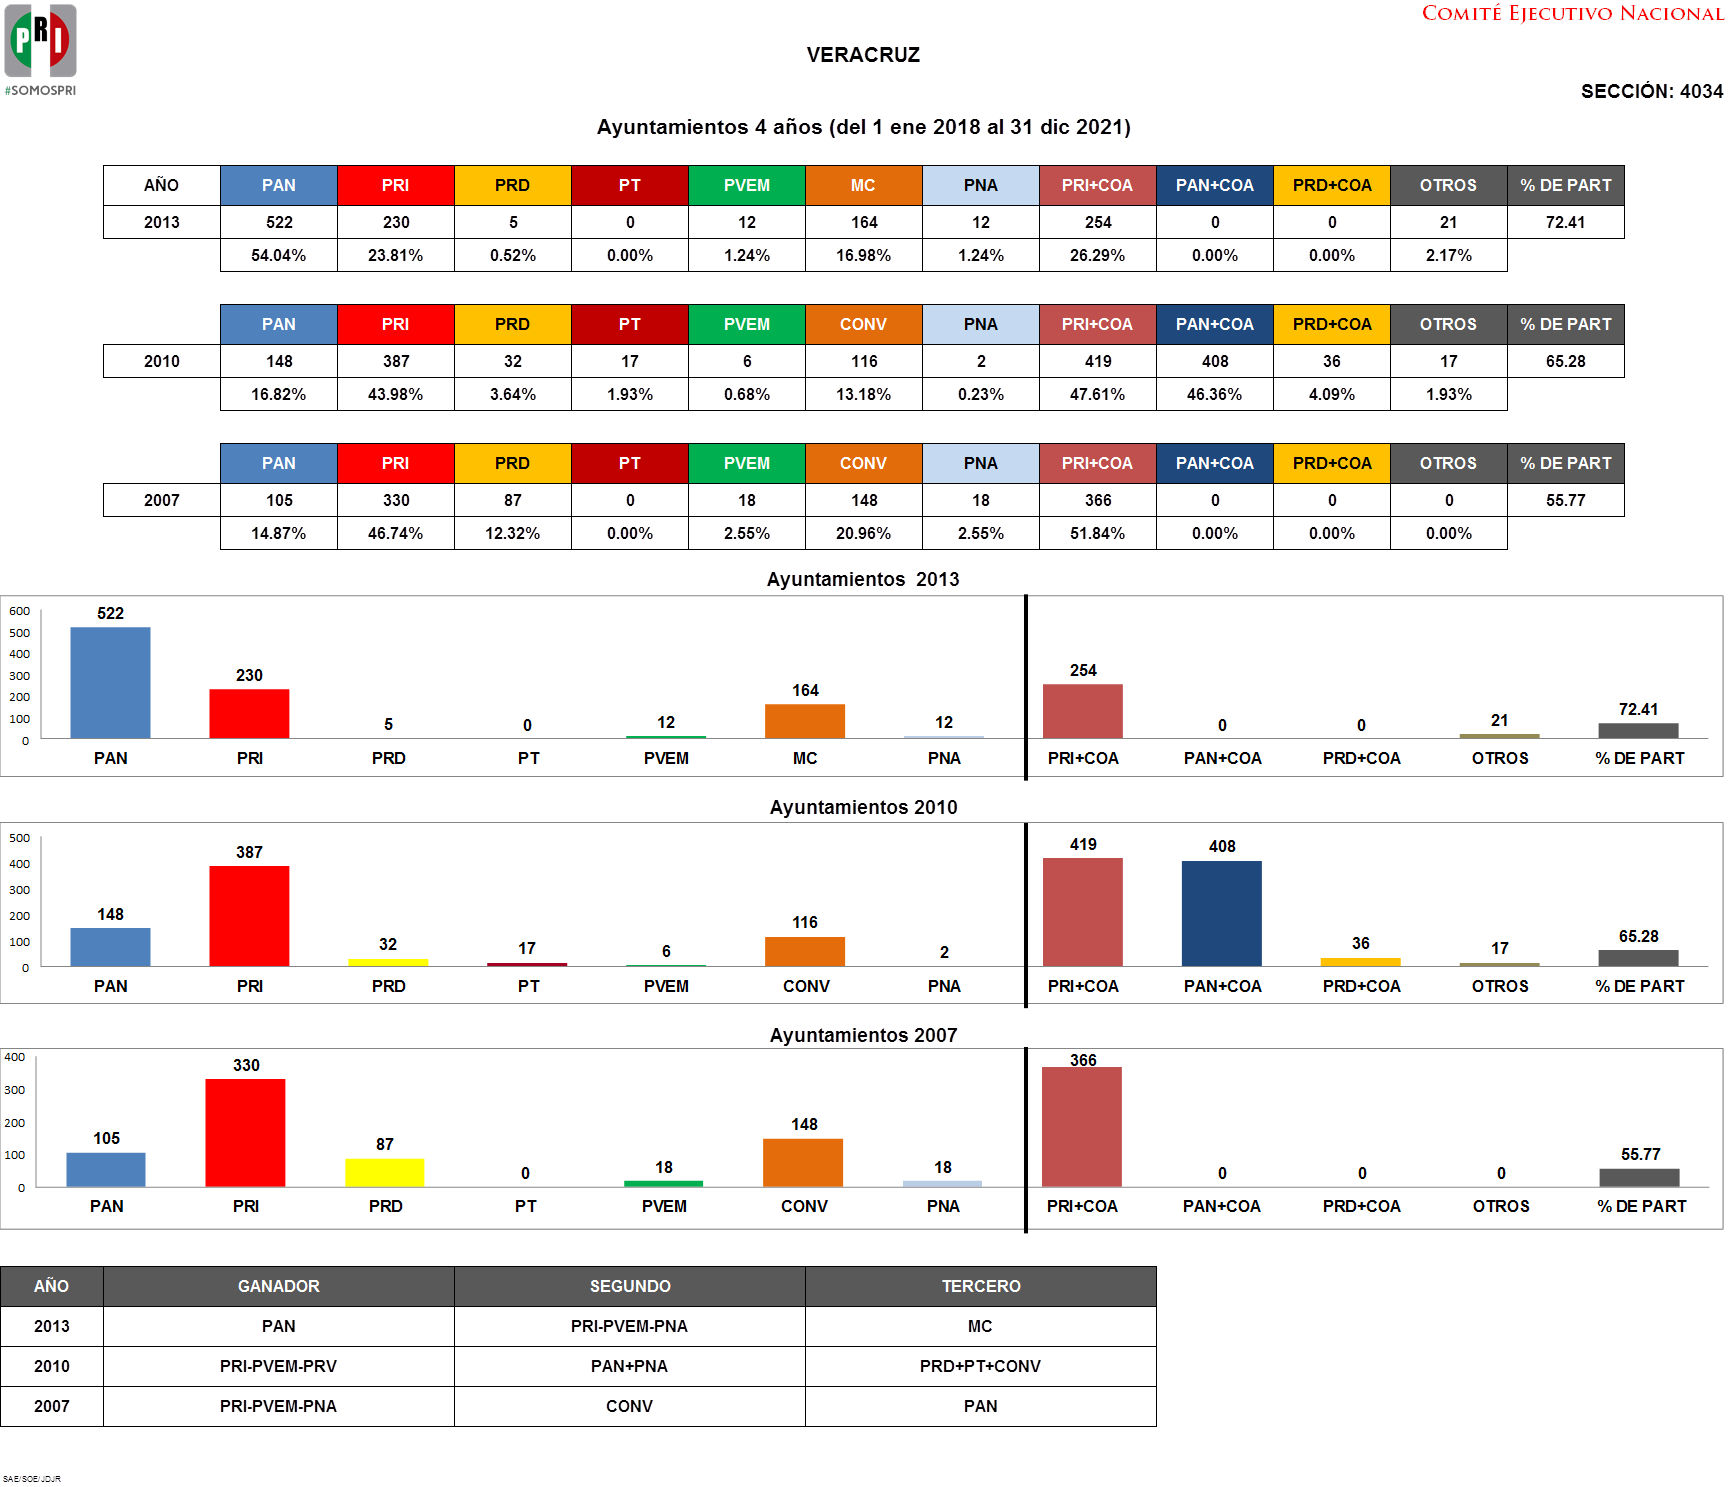 PRI
#SOMOSPRI
COMITÉ EJECUTIVO NACIONAL
VERACRUZ
SECCIÓN: 4034
Ayuntamientos 4 años (del 1 ene 2018 al 31 dic 2021)
AÑO PAN PRI PRD PT PVEM MC PNA PRI+COA PAN+COA PRD+COA OTROS % DE PART
2013 522 230 5 0 12 164 12 254 0 0 21 72.41
54.04% 23.81% 0.52% 0.00% 1.24% 16.98% 1.24% 26.29% 0.00% 0.00% 2.17%
PAN PRI PRD PT PVEM CONV PNA PRI+COA PAN+COA PRD+COA OTROS % DE PART
2010 148 387 32 17 6 116 2 419 408 36 17 65.28
16.82% 43.98% 3.64% 1.93% 0.68% 13.18% 0.23% 47.61% 46.36% 4.09% 1.93%
PAN PRI PRD PT PVEM CONV PNA PRI+COA PAN+COA PRD+COA OTROS % DE PART
2007 105 330 87 0 18 148 18 366 0 0 0 55.77
14.87% 46.74% 12.32% 0.00% 2.55% 20.96% 2.55% 51.84% 0.00% 0.00% 0.00%
Ayuntamientos 2013
600
500
400
300
200
100
0
522 230 5 0 12 164 12 254 0 0 21 72.41
PAN PRI PRD PT PVEM MC PNA PRI+COA PAN+COA PRD+COA OTROS % DE PART
Ayuntamientos 2010
500
400
300
200
100
0
148 387 32 17 6 116 2 419 408 36 17 65.28
PAN PRI PRD PT PVEM CONV PNA PRI+COA PAN+COA PRD+COA OTROS % DE PART
Ayuntamientos 2007
400
300
200
100
0
105 330 87 0 18 148 18 366 0 0 0 55.77
PAN PRI PRD PT PVEM CONV PNA PRI+COA PAN+COA PRD+COA OTROS % DE PART
AÑO GANADOR SEGUNDO TERCERO
2013 PAN PRI-PVEM-PNA MC
2010 PRI-PVEM-PRV PAN+PNA PRD+PT+CONV
2007 PRI-PVEM-PNA CONV PAN
SAE/SOE/JDJR